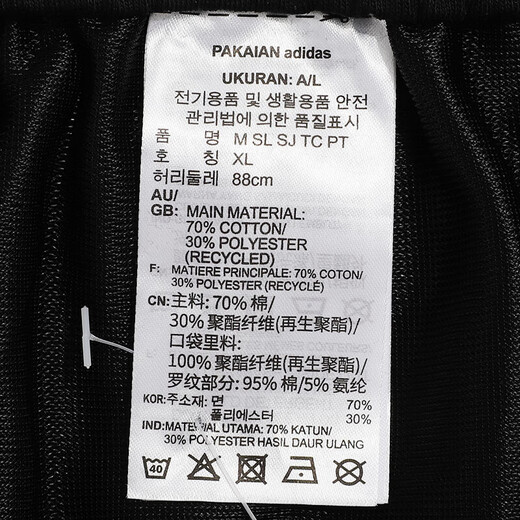 PAKAIAN adidas
UKURAN: A/L
전기용품 및 생활용품 안전
관리법에 의한 품질표시
품 명 M SL SJ TC PT
호 칭 XL
허리둘레 88cm
AU/
GB: MAIN MATERIAL:
70% COTTON/
30% POLYESTER
(RECYCLED)
F: MATIERE PRINCIPALE: 70% COTON/
30% POLYESTER (RECYCLÉ)
CN: 主料: 70% 棉/
30% 聚酯纤维(再生聚酯)/
口袋里料:
100% 聚酯纤维(再生聚酯)/
罗纹部分: 95% 棉/5% 氨纶
KOR: 주소재: 면 70%
폴리에스터 30%
IND: MATERIAL UTAMA: 70% KATUN/
30% POLYESTER HASIL DAUR ULANG
40